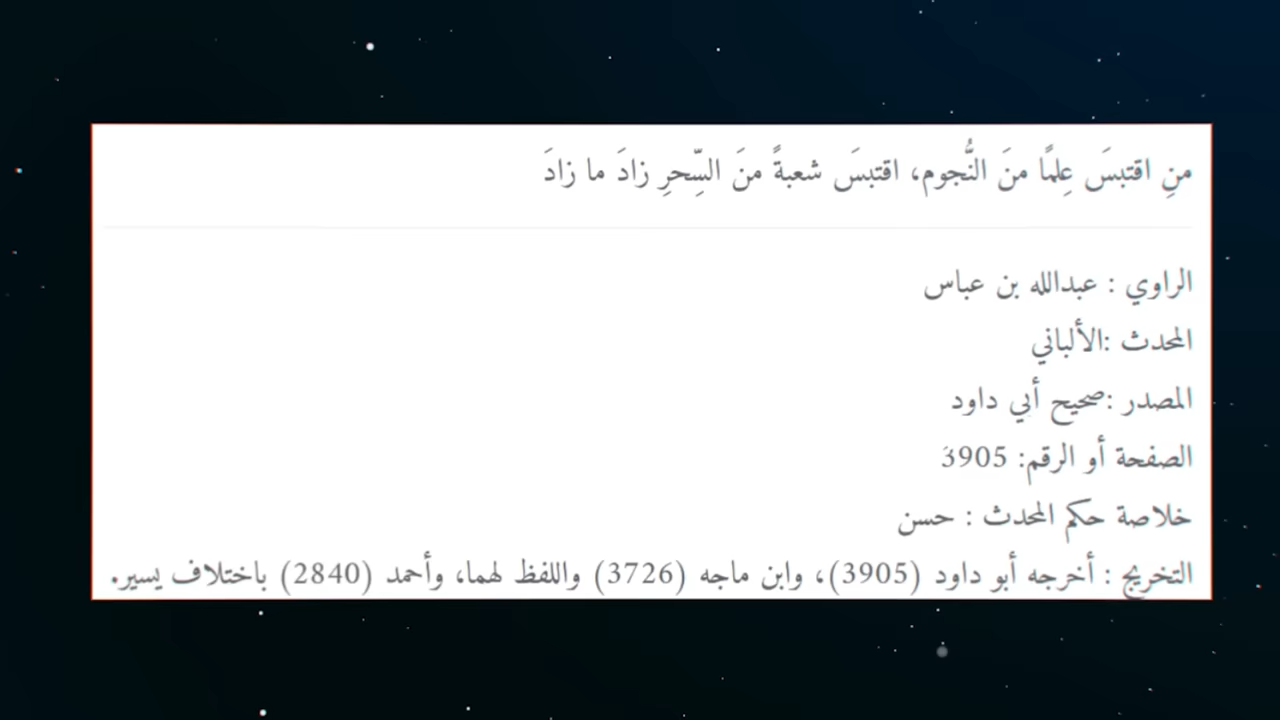 منِ اقتبسَ عِلمًا منَ النُّجوم، اقتبسَ شعبةً منَ السِّحرِ زادَ ما زادَ
الراوي : عبدالله بن عباس
المحدث :الألباني
المصدر :صحيح أبي داود
الصفحة أو الرقم: 3905
خلاصة حكم المحدث : حسن
التخريج : أخرجه أبو داود (3905)، وابن ماجه (3726) واللفظ لهما، وأحمد (2840) باختلاف يسير.